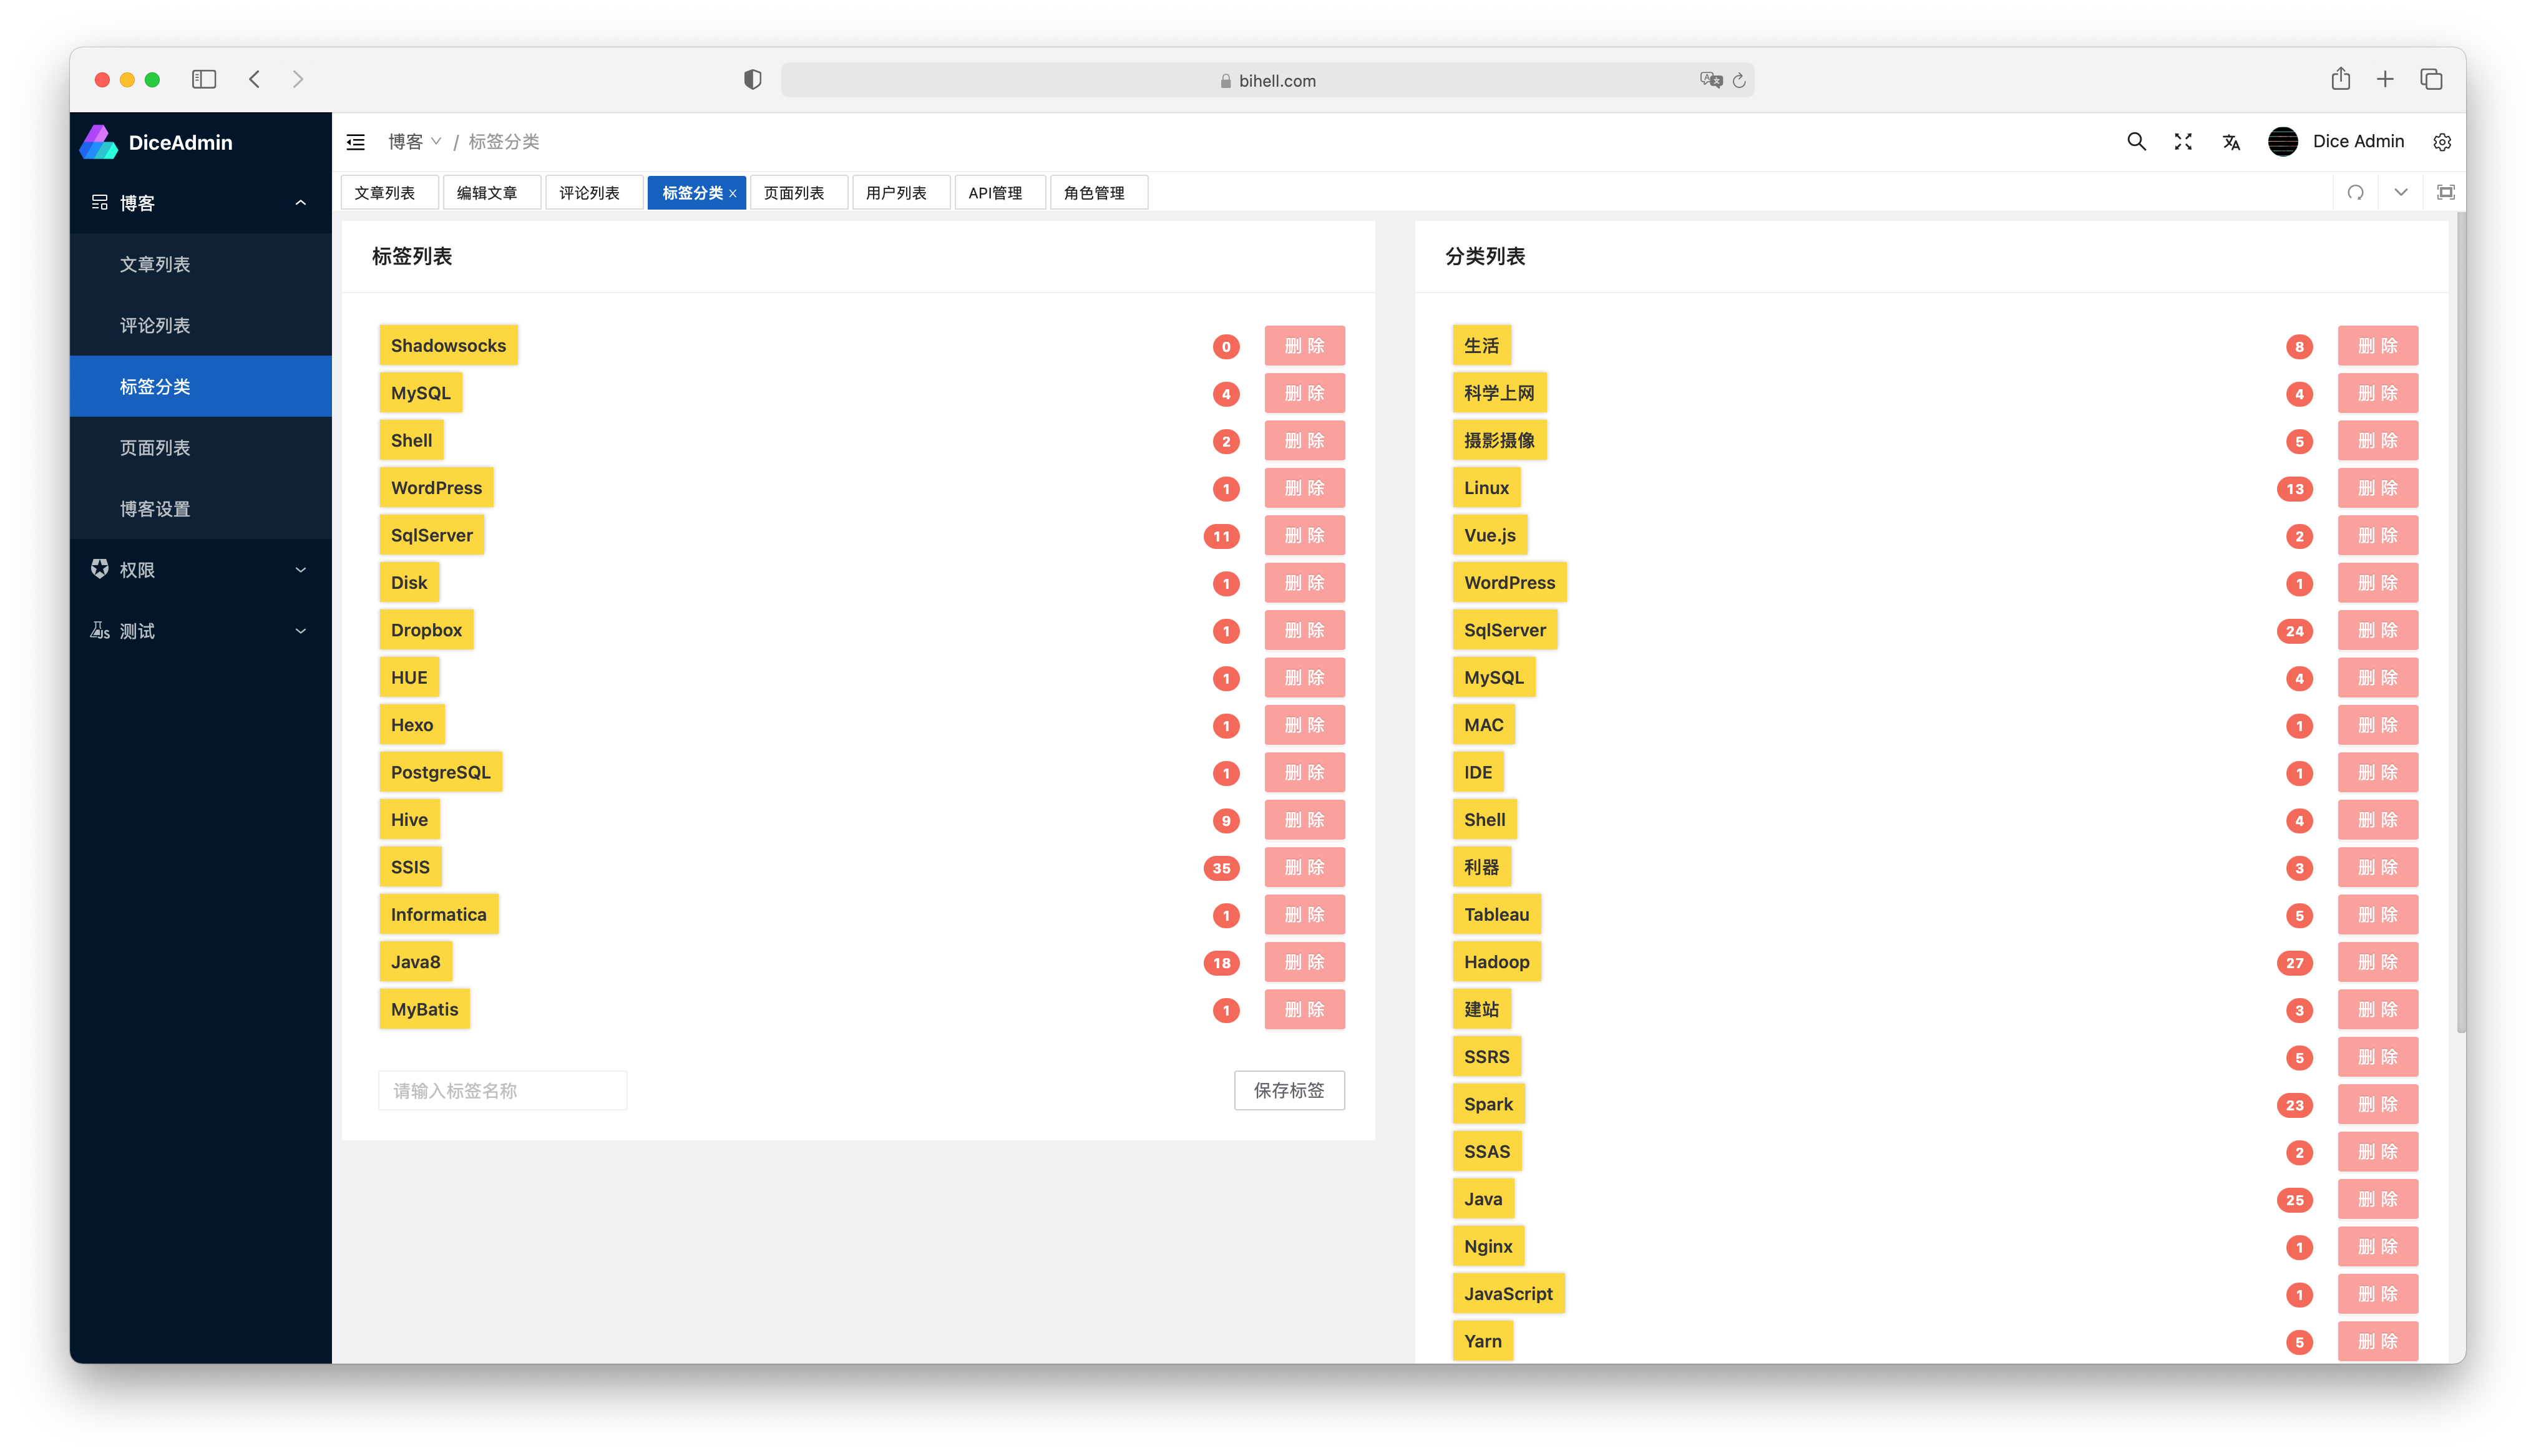 bihell.com
DiceAdmin
博客
文章列表
评论列表
标签分类
页面列表
博客设置
权限
测试
博客 / 标签分类
Dice Admin
文章列表 编辑文章 评论列表 标签分类 × 页面列表 用户列表 API管理 角色管理
标签列表
Shadowsocks 0 删 除
MySQL 4 删 除
Shell 2 删 除
WordPress 1 删 除
SqlServer 11 删 除
Disk 1 删 除
Dropbox 1 删 除
HUE 1 删 除
Hexo 1 删 除
PostgreSQL 1 删 除
Hive 9 删 除
SSIS 35 删 除
Informatica 1 删 除
Java8 18 删 除
MyBatis 1 删 除
请输入标签名称 保存标签
分类列表
生活 8 删 除
科学上网 4 删 除
摄影摄像 5 删 除
Linux 13 删 除
Vue.js 2 删 除
WordPress 1 删 除
SqlServer 24 删 除
MySQL 4 删 除
MAC 1 删 除
IDE 1 删 除
Shell 4 删 除
利器 3 删 除
Tableau 5 删 除
Hadoop 27 删 除
建站 3 删 除
SSRS 5 删 除
Spark 23 删 除
SSAS 2 删 除
Java 25 删 除
Nginx 1 删 除
JavaScript 1 删 除
Yarn 5 删 除